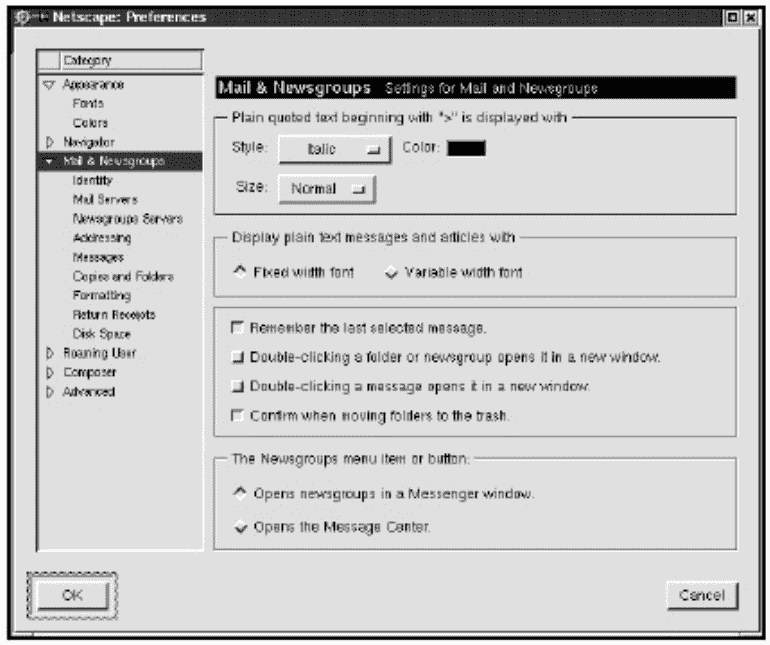 Netscape: Preferences
Category
Appearance
Fonts
Colors
Navigator
Mail & Newsgroups
Identity
Mail Servers
Newsgroups Servers
Addressing
Messages
Copies and Folders
Formatting
Return Receipts
Disk Space
Roaming User
Composer
Advanced
Mail & Newsgroups Settings for Mail and Newsgroups
Plain quoted text beginning with ">" is displayed with
Style: Italic Color:
Size: Normal
Display plain text messages and articles with
Fixed width font Variable width font
Remember the last selected message.
Double-clicking a folder or newsgroup opens it in a new window.
Double-clicking a message opens it in a new window.
Confirm when moving folders to the trash.
The Newsgroups menu item or button:
Opens newsgroups in a Messenger window.
Opens the Message Center.
OK Cancel